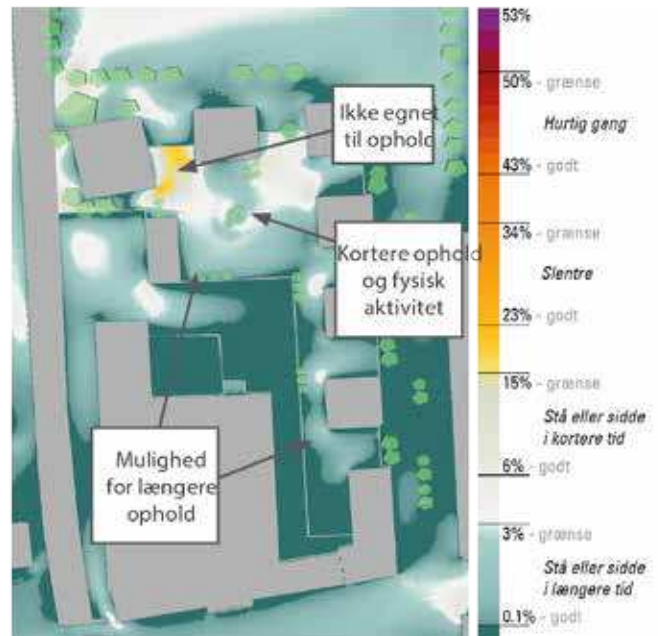 Ikke egnet
til ophold
Kortere ophold
og fysisk
aktivitet
Mulighed
for længere
ophold
53%
50% - grænse
Hurtig gang
43% - godt
34% - grænse
Slentre
23% - godt
15% - grænse
Stå eller sidde
i kortere tid
6% - godt
3% - grænse
Stå eller sidde
i længere tid
0.1% - godt